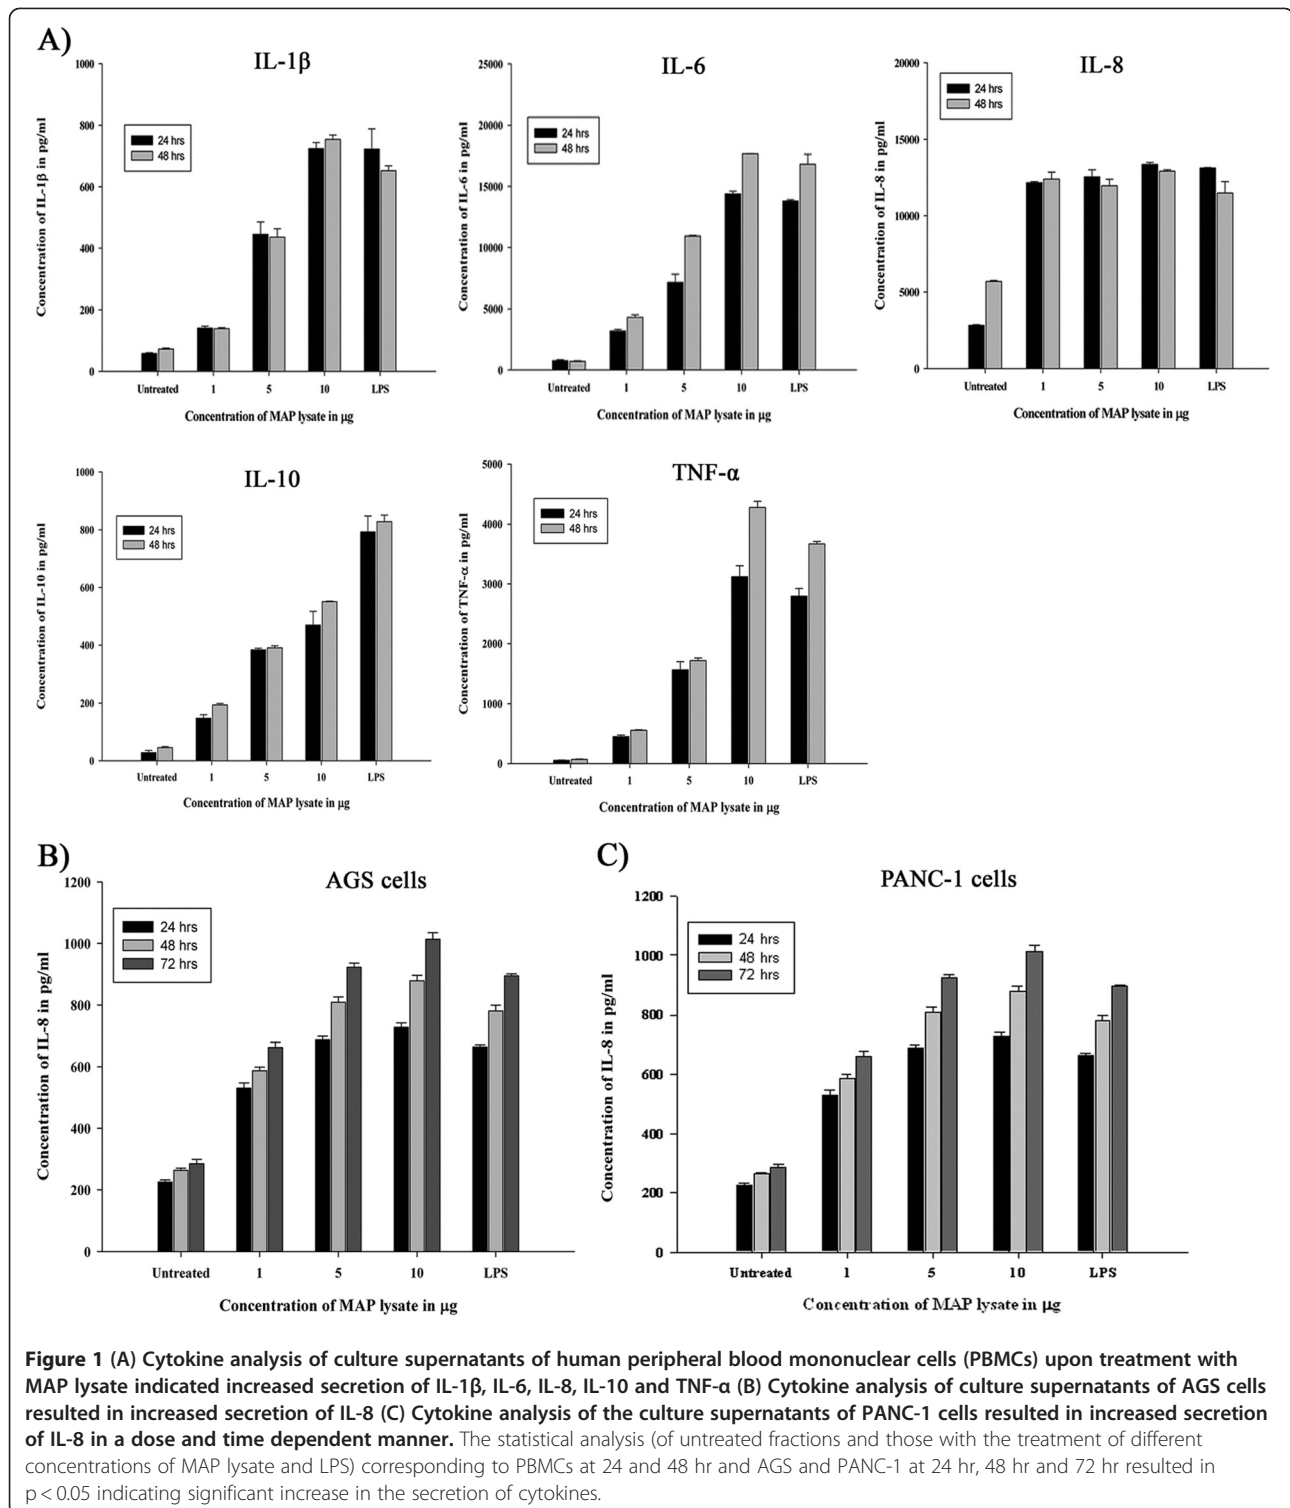 A)
IL-1β
Concentration of IL-1β in pg/ml
1000
800
600
400
200
0
24 hrs
48 hrs
Untreated 1 5 10 LPS
Concentration of MAP lysate in µg
IL-6
Concentration of IL-6 in pg/ml
25000
20000
15000
10000
5000
0
24 hrs
48 hrs
Untreated 1 5 10 LPS
Concentration of MAP lysate in µg
IL-8
Concentration of IL-8 in pg/ml
20000
15000
10000
5000
0
24 hrs
48 hrs
Untreated 1 5 10 LPS
Concentration of MAP lysate in µg
IL-10
Concentration of IL-10 in pg/ml
1000
800
600
400
200
0
24 hrs
48 hrs
Untreated 1 5 10 LPS
Concentration of MAP lysate in µg
TNF-α
Concentration of TNF-α in pg/ml
5000
4000
3000
2000
1000
0
24 hrs
48 hrs
Untreated 1 5 10 LPS
Concentration of MAP lysate in µg
B)
AGS cells
Concentration of IL-8 in pg/ml
1200
1000
800
600
400
200
0
24 hrs
48 hrs
72 hrs
Untreated 1 5 10 LPS
Concentration of MAP lysate in µg
C)
PANC-1 cells
Concentration of IL-8 in pg/ml
1200
1000
800
600
400
200
0
24 hrs
48 hrs
72 hrs
Untreated 1 5 10 LPS
Concentration of MAP lysate in µg
Figure 1 (A) Cytokine analysis of culture supernatants of human peripheral blood mononuclear cells (PBMCs) upon treatment with
MAP lysate indicated increased secretion of IL-1β, IL-6, IL-8, IL-10 and TNF-α (B) Cytokine analysis of culture supernatants of AGS cells
resulted in increased secretion of IL-8 (C) Cytokine analysis of the culture supernatants of PANC-1 cells resulted in increased secretion
of IL-8 in a dose and time dependent manner. The statistical analysis (of untreated fractions and those with the treatment of different
concentrations of MAP lysate and LPS) corresponding to PBMCs at 24 and 48 hr and AGS and PANC-1 at 24 hr, 48 hr and 72 hr resulted in
p < 0.05 indicating significant increase in the secretion of cytokines.